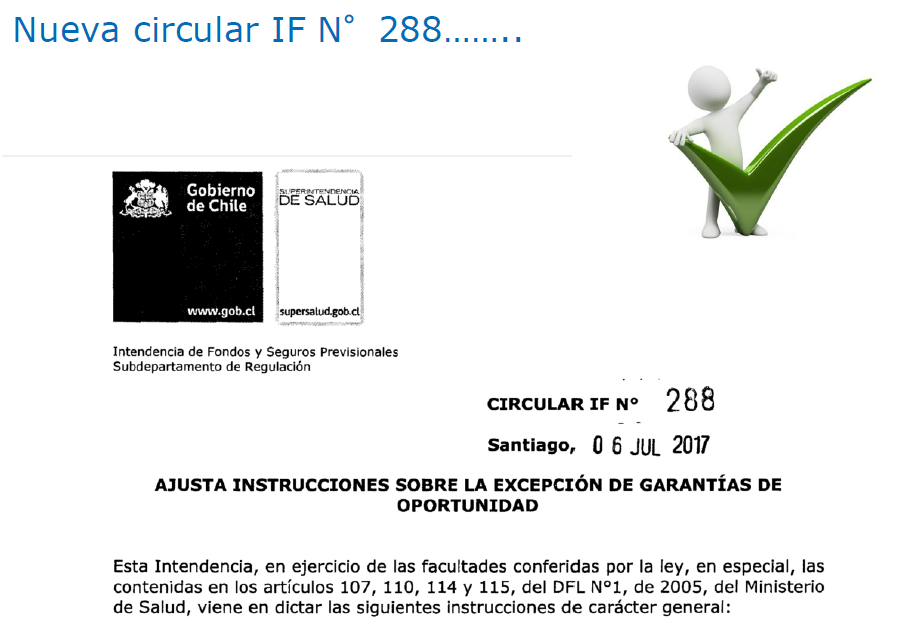 Nueva circular IF N° 288........
Gobierno
de Chile
www.gob.cl
SUPERINTENDENCIA
DE SALUD
supersalud.gob.cl
Intendencia de Fondos y Seguros Previsionales
Subdepartamento de Regulación
CIRCULAR IF Nº 288
Santiago, 06 JUL 2017
AJUSTA INSTRUCCIONES SOBRE LA EXCEPCIÓN DE GARANTÍAS DE
OPORTUNIDAD
Esta Intendencia, en ejercicio de las facultades conferidas por la ley, en especial, las
contenidas en los artículos 107, 110, 114 y 115, del DFL Nº1, de 2005, del Ministerio
de Salud, viene en dictar las siguientes instrucciones de carácter general: